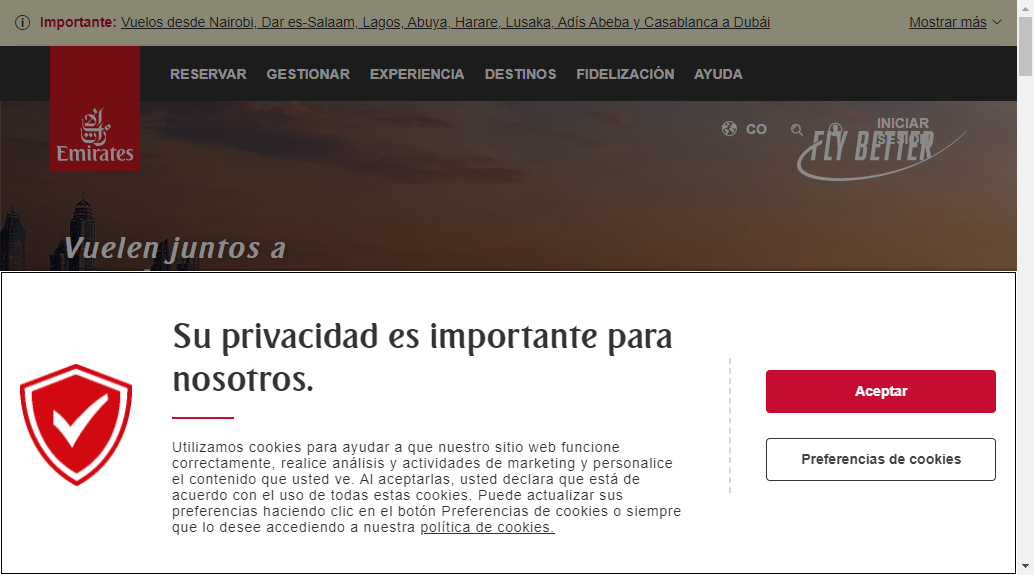 Importante: Vuelos desde Nairobi, Dar es-Salaam, Lagos, Abuya, Harare, Lusaka, Adís Abeba y Casablanca a Dubái
Mostrar más
RESERVAR GESTIONAR EXPERIENCIA DESTINOS FIDELIZACIÓN AYUDA
Emirates
CO
INICIAR
SESIÓN
FLY BETTER
Vuelen juntos a
Su privacidad es importante para
nosotros.
Utilizamos cookies para ayudar a que nuestro sitio web funcione
correctamente, realice análisis y actividades de marketing y personalice
el contenido que usted ve. Al aceptarlas, usted declara que está de
acuerdo con el uso de todas estas cookies. Puede actualizar sus
preferencias haciendo clic en el botón Preferencias de cookies o siempre
que lo desee accediendo a nuestra política de cookies.
Aceptar
Preferencias de cookies